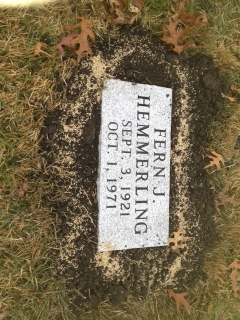 FERN J.
HEMMERLING
SEPT. 3, 1921
OCT. 1, 1971